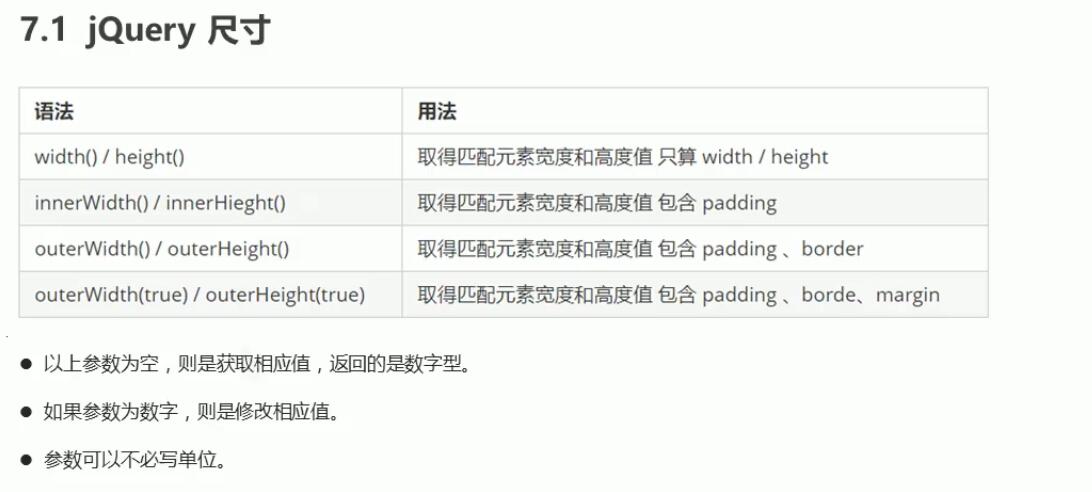 7.1 jQuery 尺寸
语法 用法
width() / height() 取得匹配元素宽度和高度值 只算 width / height
innerWidth() / innerHieght() 取得匹配元素宽度和高度值 包含 padding
outerWidth() / outerHeight() 取得匹配元素宽度和高度值 包含 padding 、border
outerWidth(true) / outerHeight(true) 取得匹配元素宽度和高度值 包含 padding 、borde、margin
● 以上参数为空，则是获取相应值，返回的是数字型。
● 如果参数为数字，则是修改相应值。
● 参数可以不必写单位。